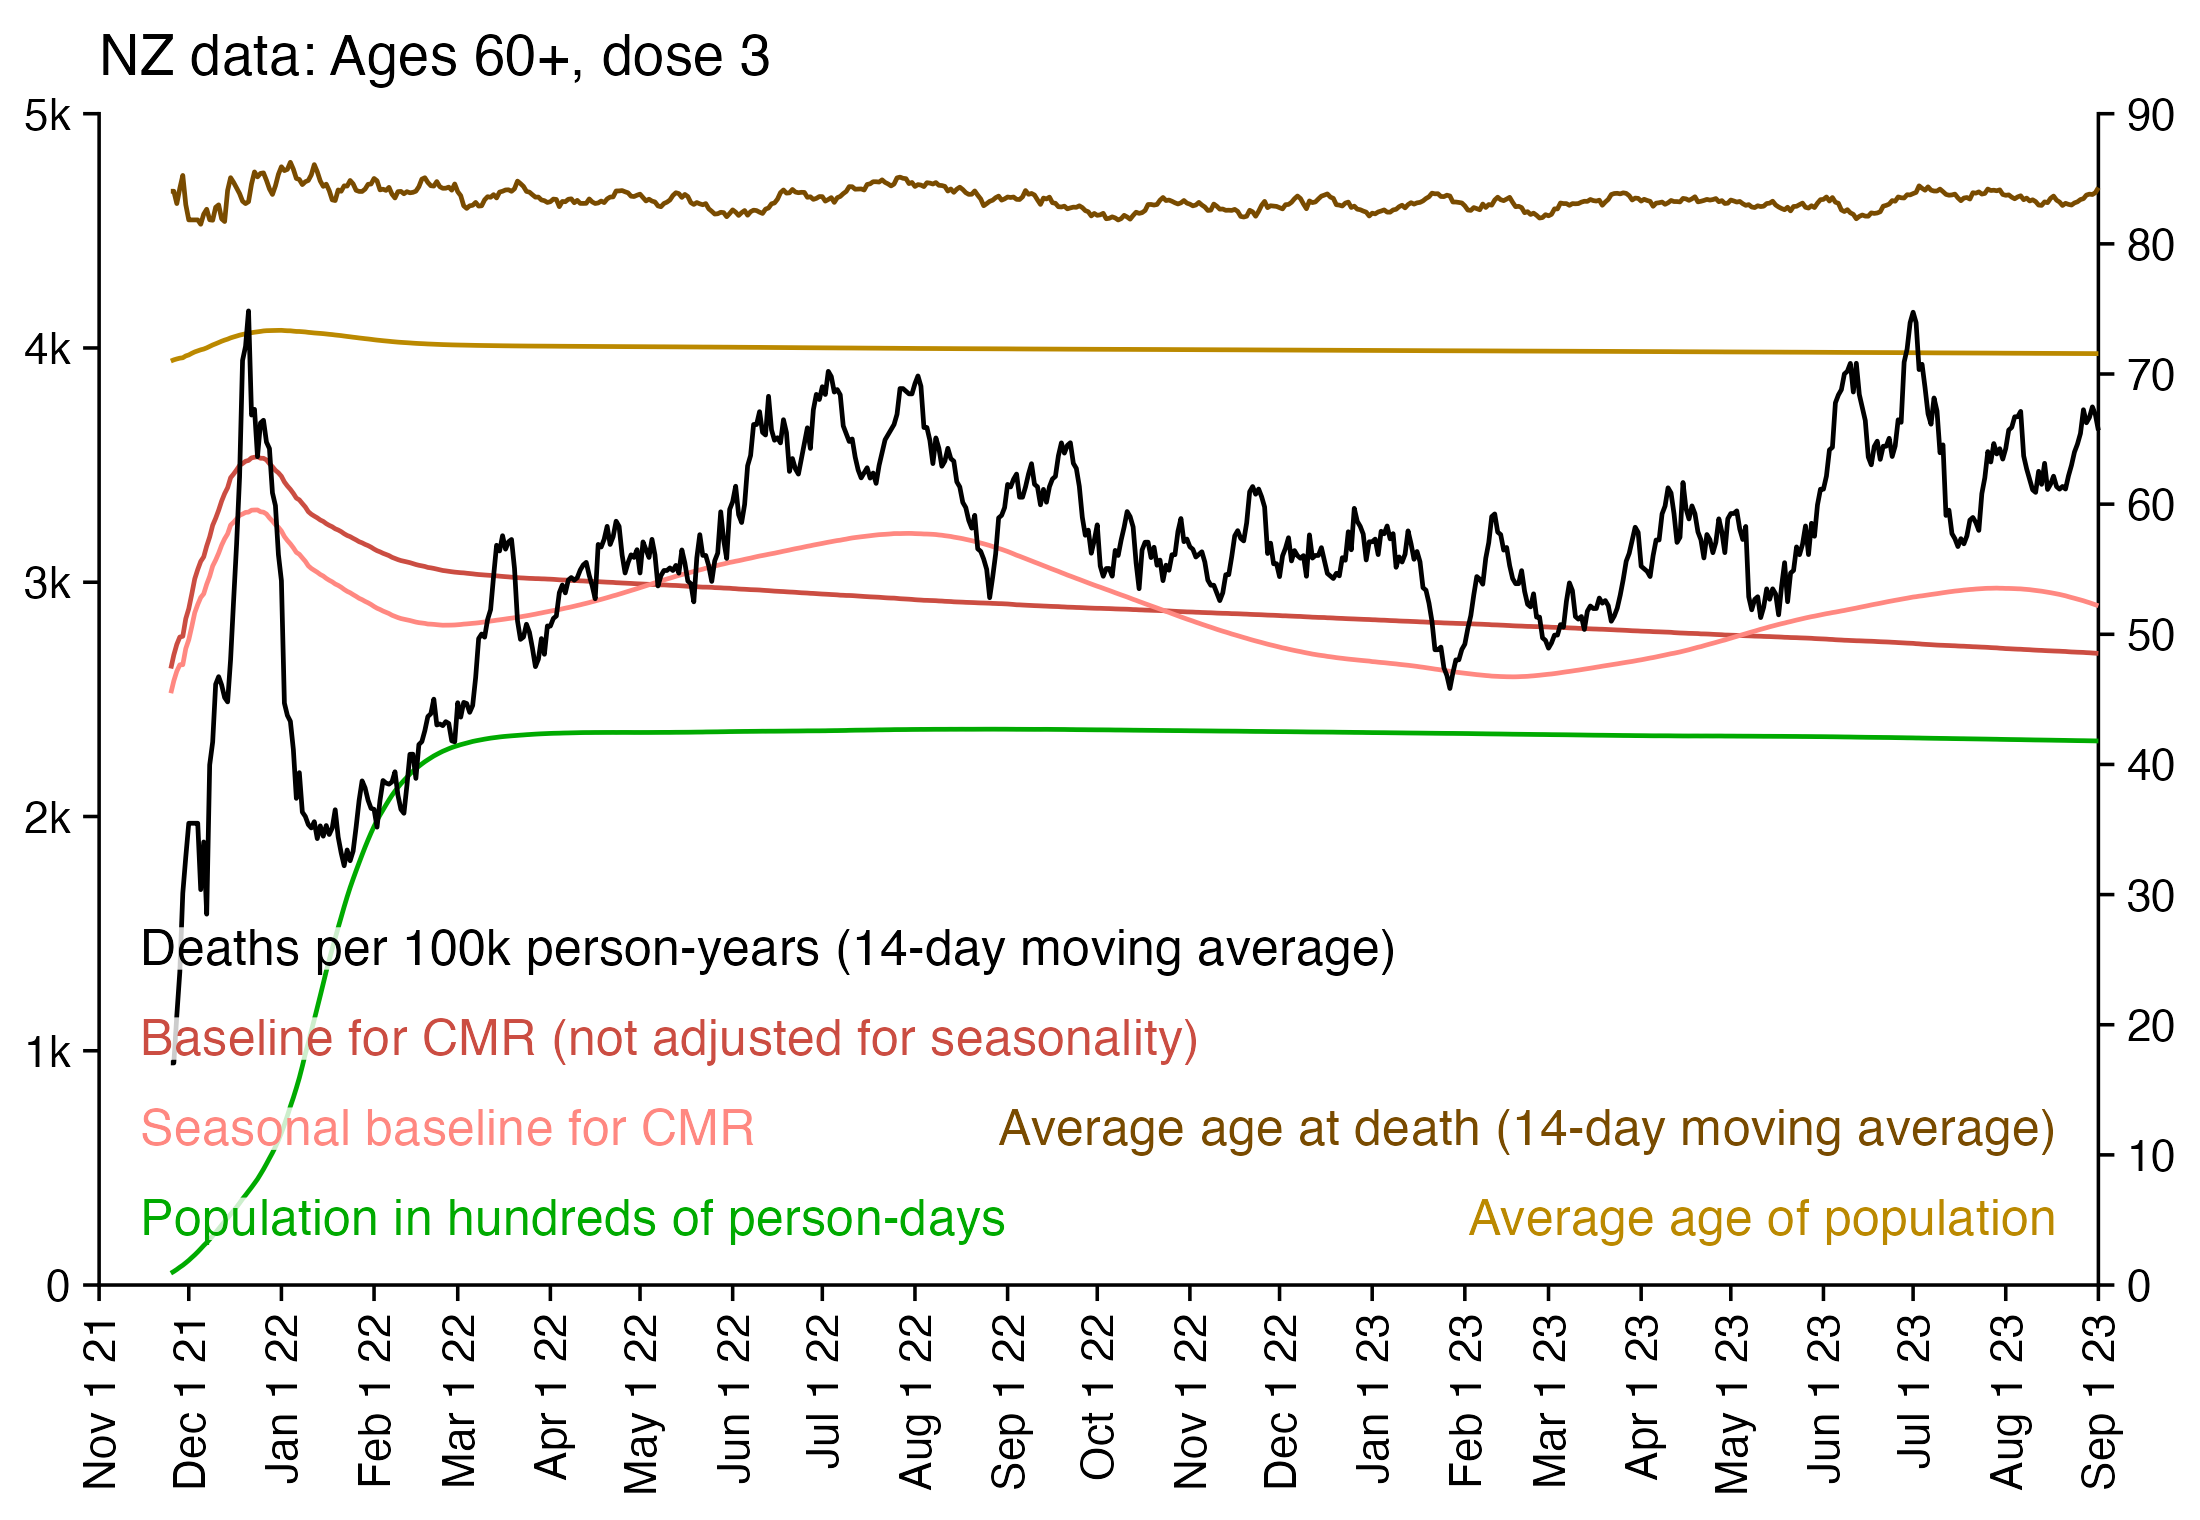 NZ data: Ages 60+, dose 3
5k
4k
3k
2k
1k
0
90
80
70
60
50
40
30
20
10
0
Deaths per 100k person-years (14-day moving average)
Baseline for CMR (not adjusted for seasonality)
Seasonal baseline for CMR
Average age at death (14-day moving average)
Population in hundreds of person-days
Average age of population
Nov 1 21
Dec 1 21
Jan 1 22
Feb 1 22
Mar 1 22
Apr 1 22
May 1 22
Jun 1 22
Jul 1 22
Aug 1 22
Sep 1 22
Oct 1 22
Nov 1 22
Dec 1 22
Jan 1 23
Feb 1 23
Mar 1 23
Apr 1 23
May 1 23
Jun 1 23
Jul 1 23
Aug 1 23
Sep 1 23